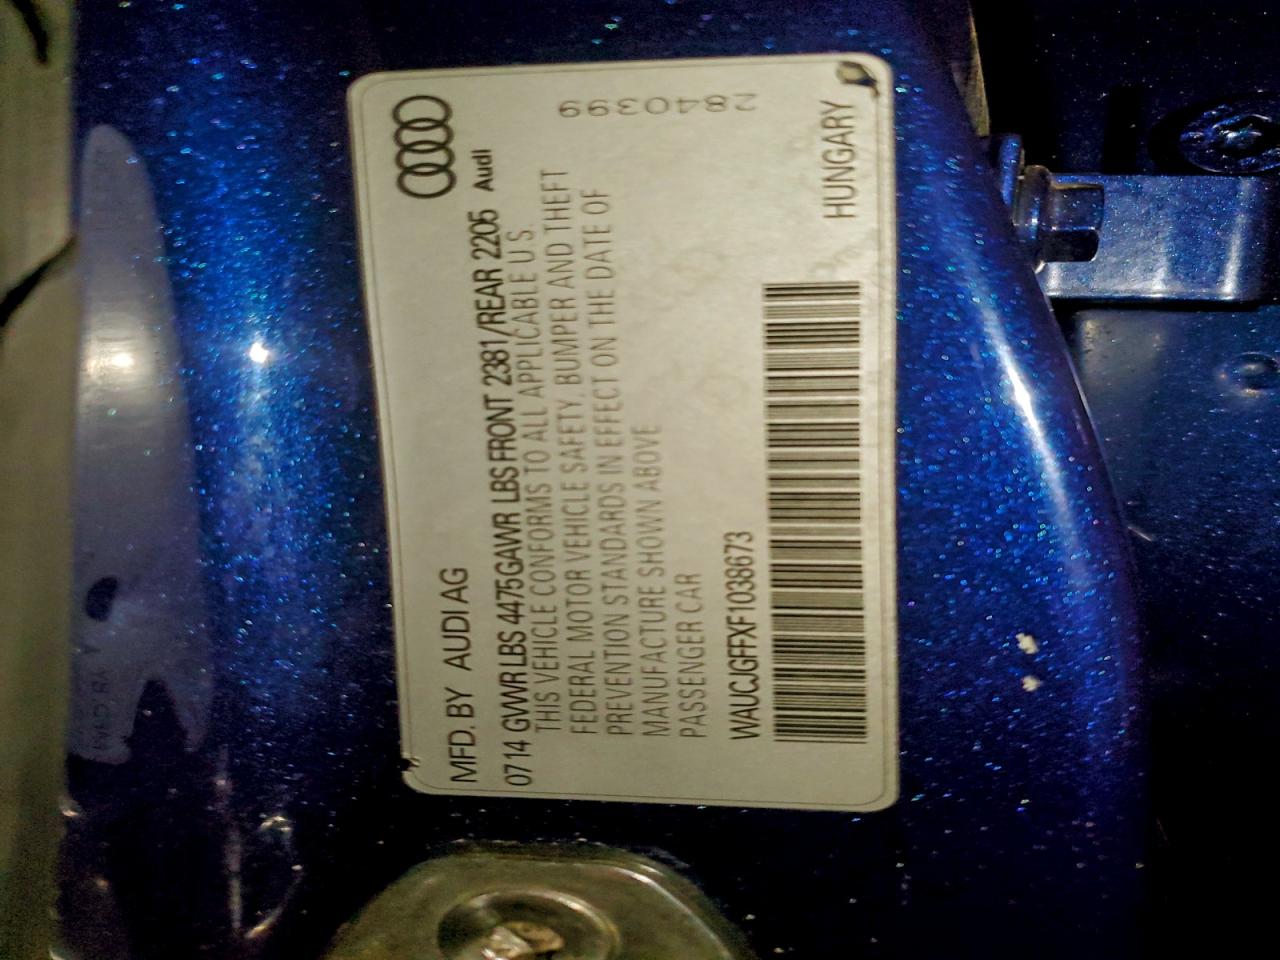 Audi
2840399
MFD. BY AUDI AG
0714 GWR LBS 4475 GAWR LBS FRONT 2381/REAR 2205
THIS VEHICLE CONFORMS TO ALL APPLICABLE U S.
FEDERAL MOTOR VEHICLE SAFETY, BUMPER AND THEFT
PREVENTION STANDARDS IN EFFECT ON THE DATE OF
MANUFACTURE SHOWN ABOVE
PASSENGER CAR
WAUCJGFFXF1038673
HUNGARY